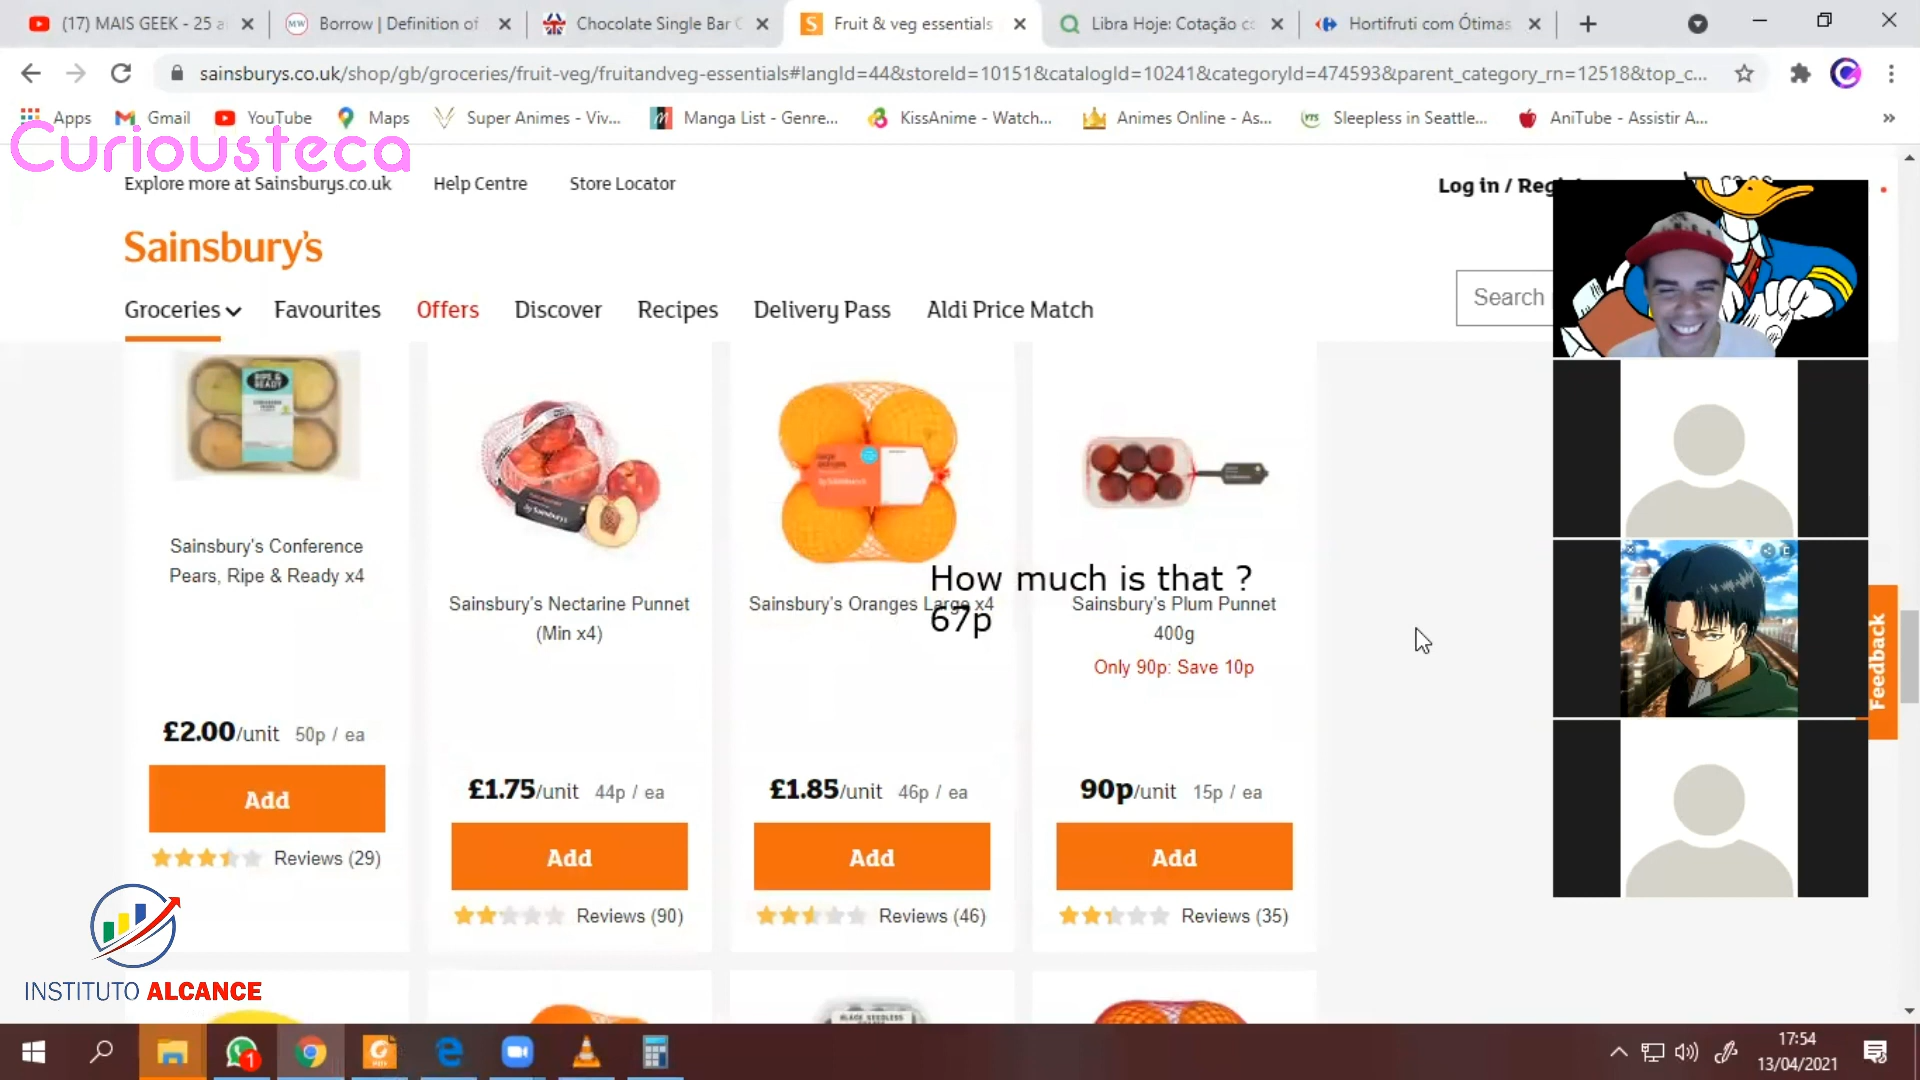 (17) MAIS GEEK - 25 a
Borrow | Definition of
Chocolate Single Bar
Fruit & veg essentials
Libra Hoje: Cotação c
Hortifruti com Ótimas
sainsburys.co.uk/shop/gb/groceries/fruit-veg/fruitandveg-essentials#langId=44&storeId=10151&catalogId=10241&categoryId=474593&parent_category_rn=12518&top_c...
Apps
Gmail
YouTube
Maps
Super Animes - Viv...
Manga List - Genre...
KissAnime - Watch...
Animes Online - As...
Sleepless in Seattle...
AniTube - Assistir A...
»
Curiousteca
Explore more at Sainsburys.co.uk
Help Centre
Store Locator
Log in / Reg
Sainsbury's
Groceries
Favourites
Offers
Discover
Recipes
Delivery Pass
Aldi Price Match
Search
RIPE & READY
by Sainsbury's
How much is that ?
67p
Sainsbury's Conference
Pears, Ripe & Ready x4
Sainsbury's Nectarine Punnet
(Min x4)
Sainsbury's Oranges Large x4
Sainsbury's Plum Punnet
400g
Only 90p: Save 10p
£2.00/unit 50p / ea
£1.75/unit 44p / ea
£1.85/unit 46p / ea
90p/unit 15p / ea
Add
Add
Add
Add
Reviews (29)
Reviews (90)
Reviews (46)
Reviews (35)
Feedback
INSTITUTO ALCANCE
BLACK SEEDLESS
1
17:54
13/04/2021